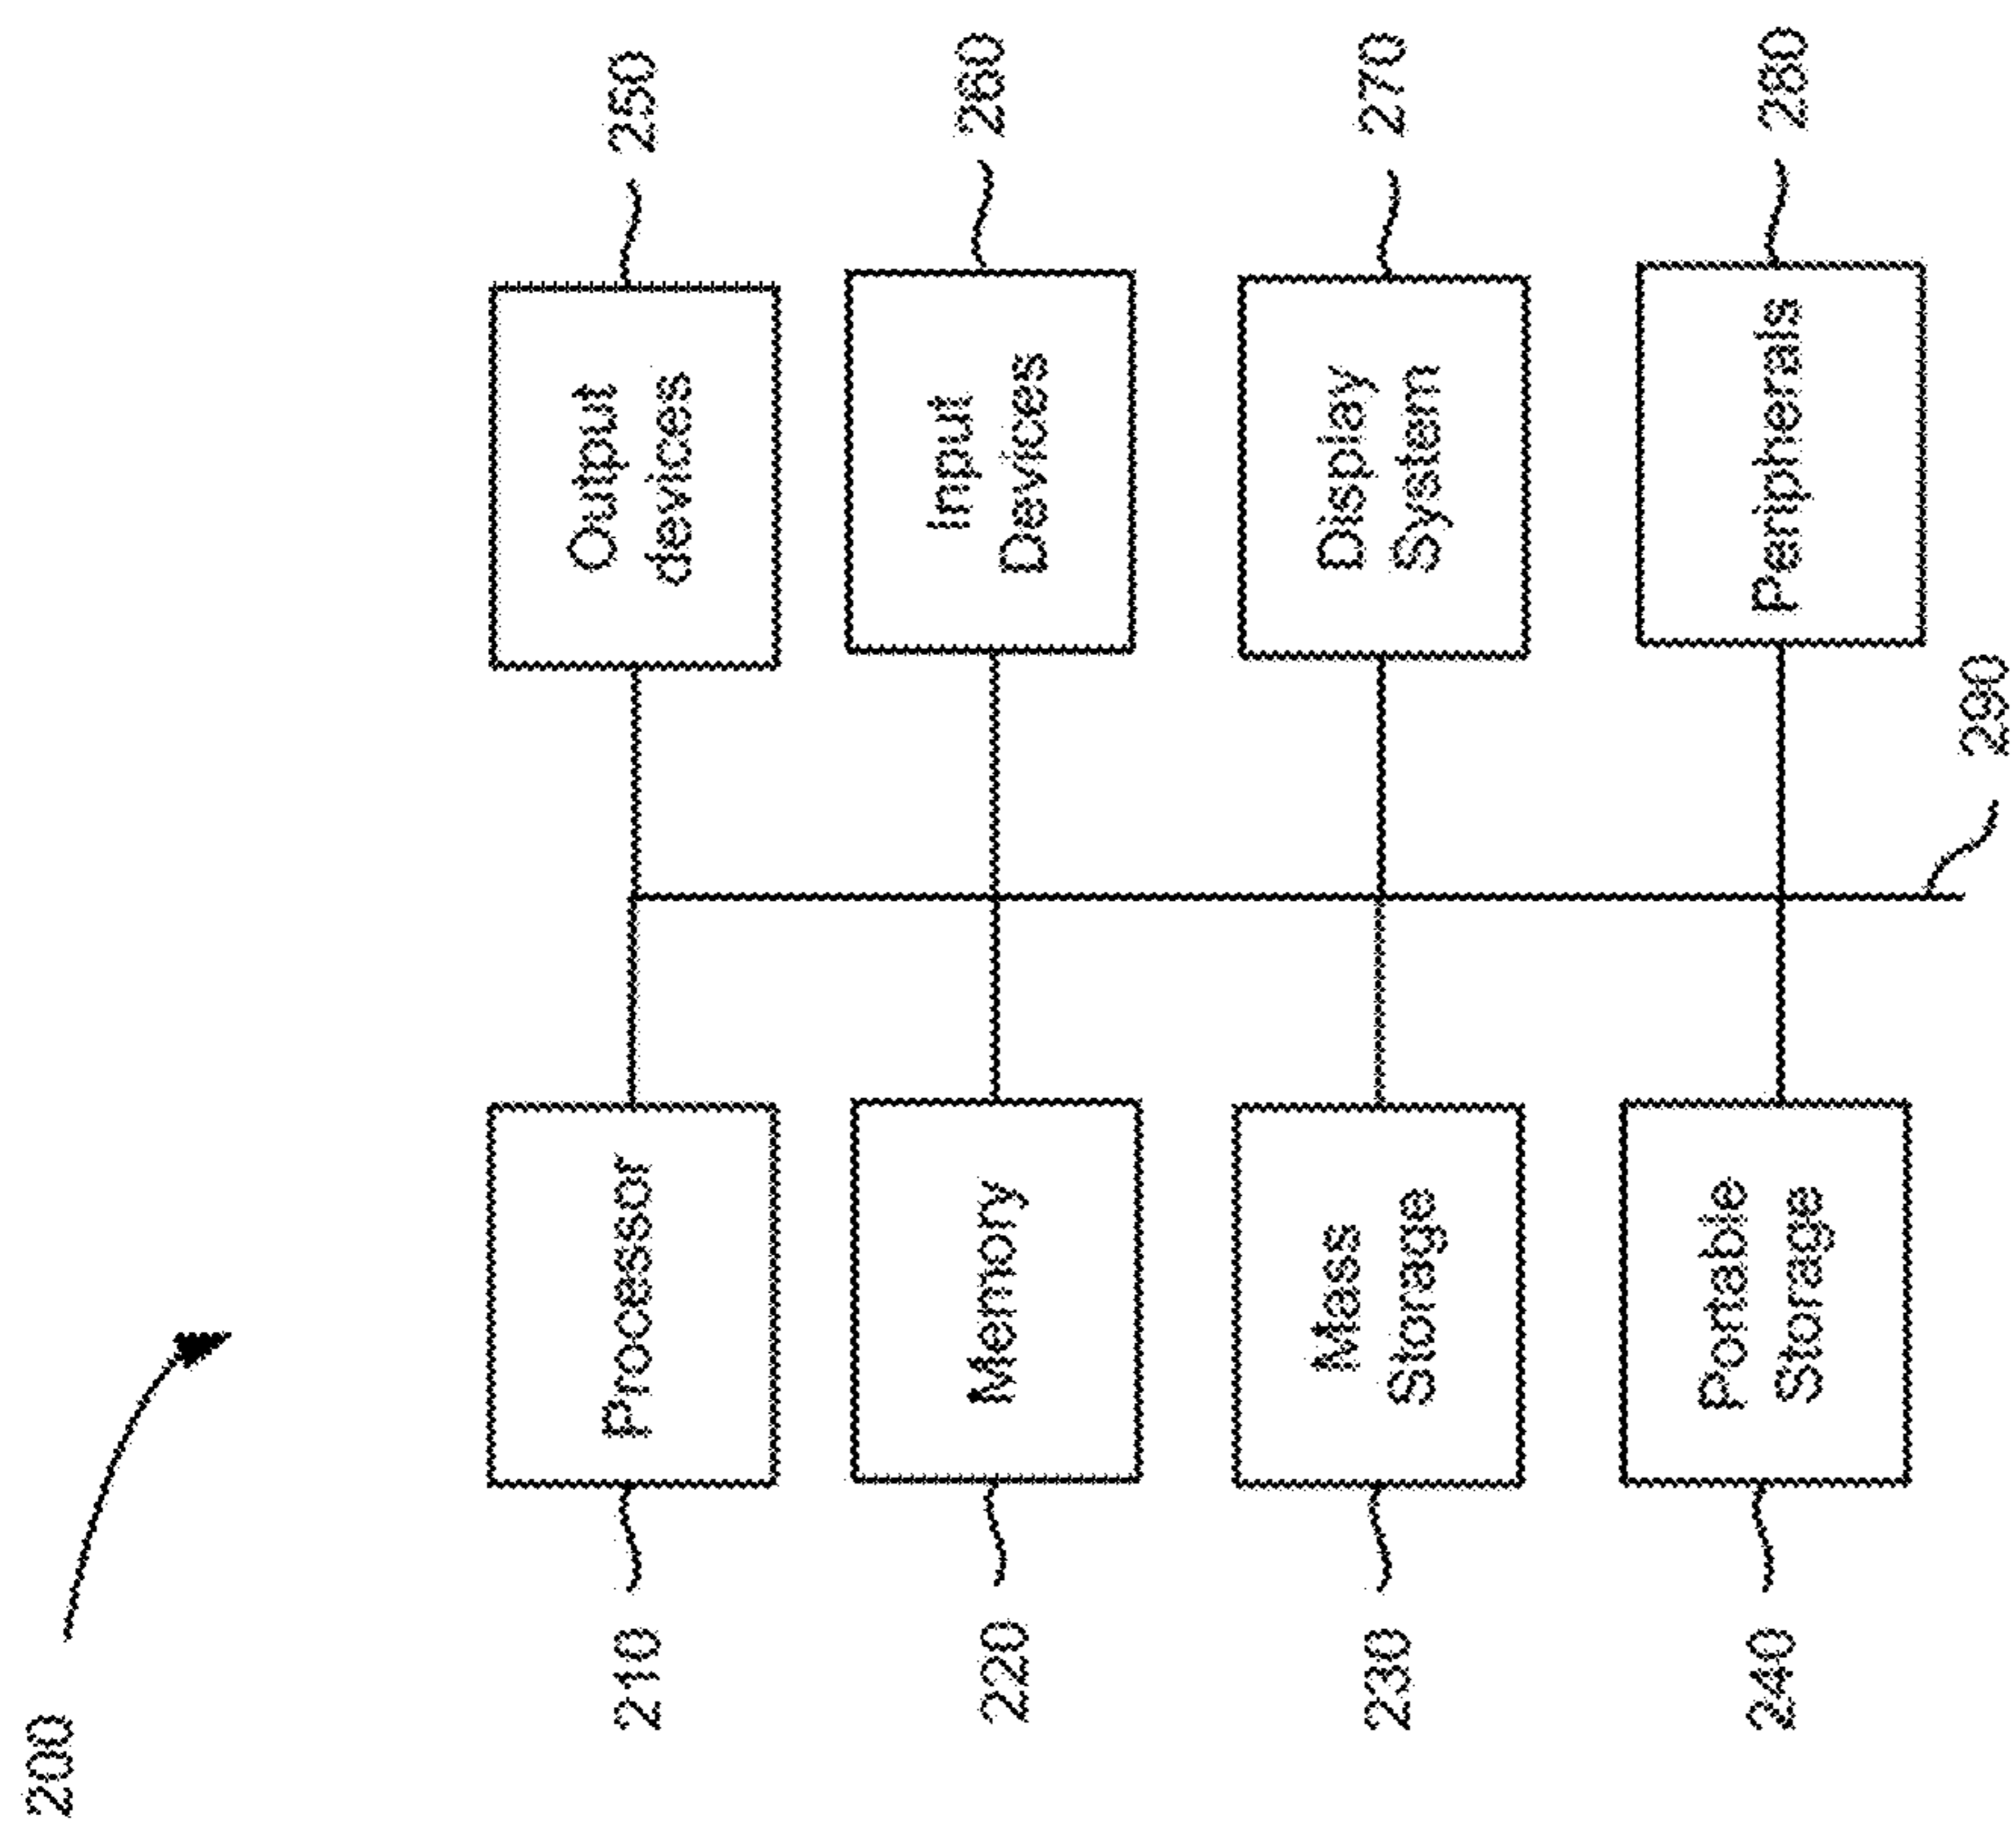 200
210
Processor
Output
devices
250
220
Memory
Input
Devices
260
230
Mass
Storage
Display
System
270
240
Portable
Storage
Peripherals
280
290